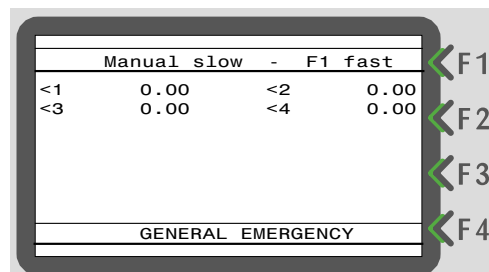 Manual slow - F1 fast
<1 0.00 <2 0.00
<3 0.00 <4 0.00
GENERAL EMERGENCY
F1
F2
F3
F4